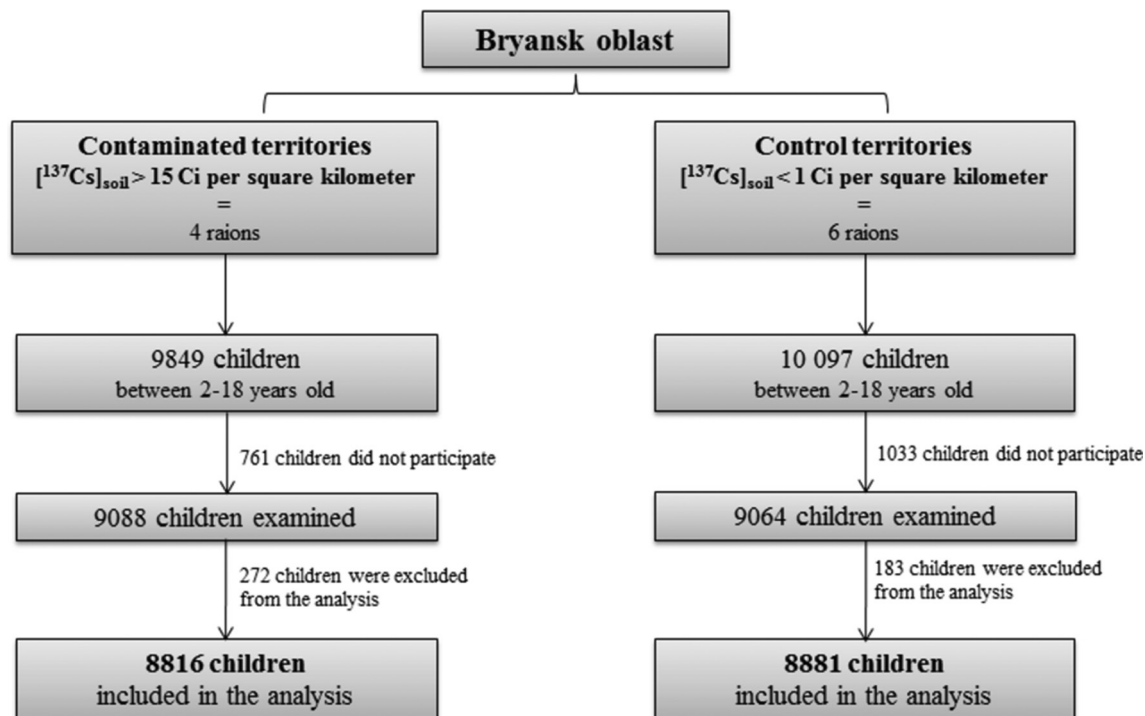 Bryansk oblast
Contaminated territories
[¹³⁷Cs]soil > 15 Ci per square kilometer
=
4 raions
9849 children
between 2-18 years old
761 children did not participate
9088 children examined
272 children were excluded
from the analysis
8816 children
included in the analysis
Control territories
[¹³⁷Cs]soil < 1 Ci per square kilometer
=
6 raions
10 097 children
between 2-18 years old
1033 children did not participate
9064 children examined
183 children were excluded
from the analysis
8881 children
included in the analysis